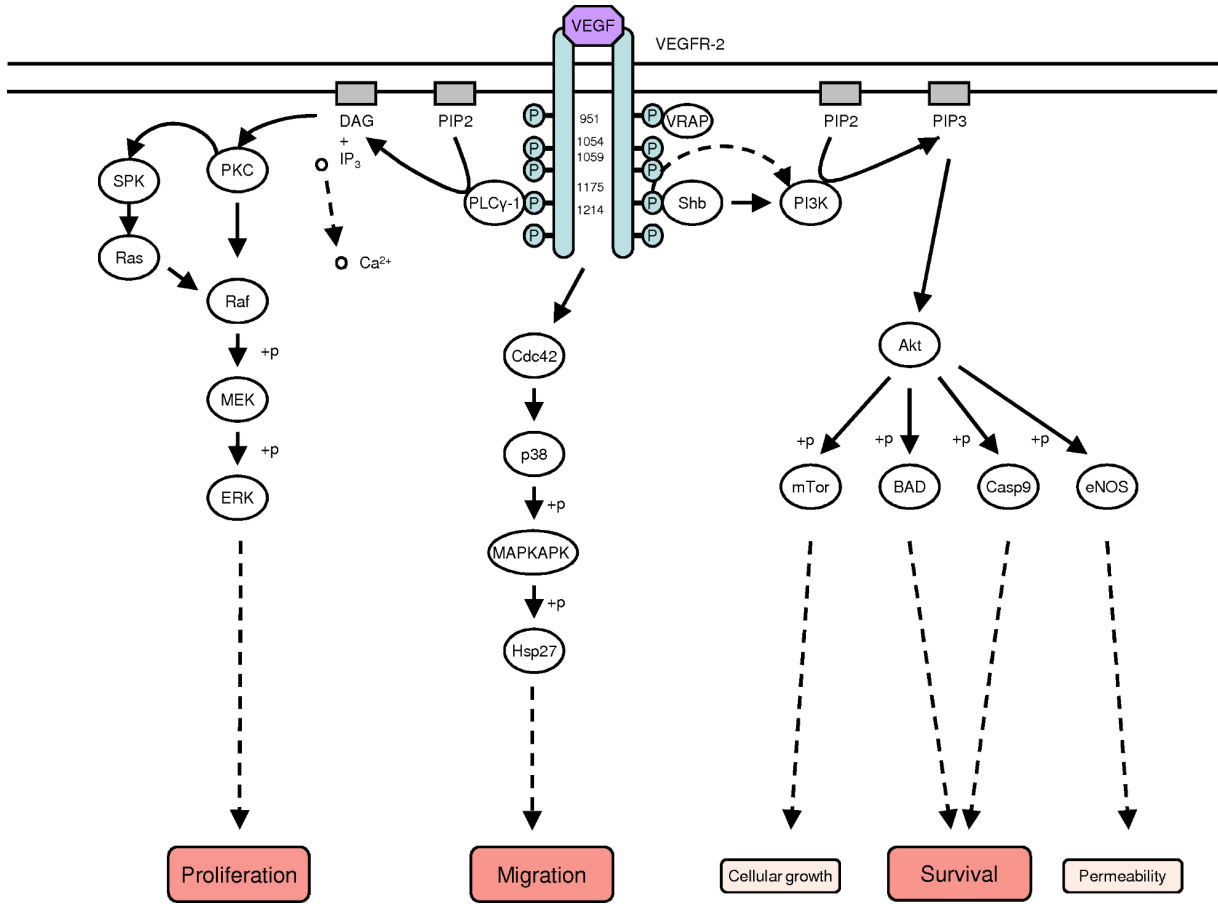 VEGF
VEGFR-2
DAG
+
IP3
PIP2
PIP2
PIP3
P
P
P
P
P
951
1054
1059
1175
1214
P
P
P
P
P
VRAP
SPK
PKC
PLCγ-1
Shb
PI3K
Ras
Ca2+
Raf
+p
MEK
+p
ERK
Cdc42
p38
+p
MAPKAPK
+p
Hsp27
Akt
+p
+p
+p
+p
mTor
BAD
Casp9
eNOS
Proliferation
Migration
Cellular growth
Survival
Permeability